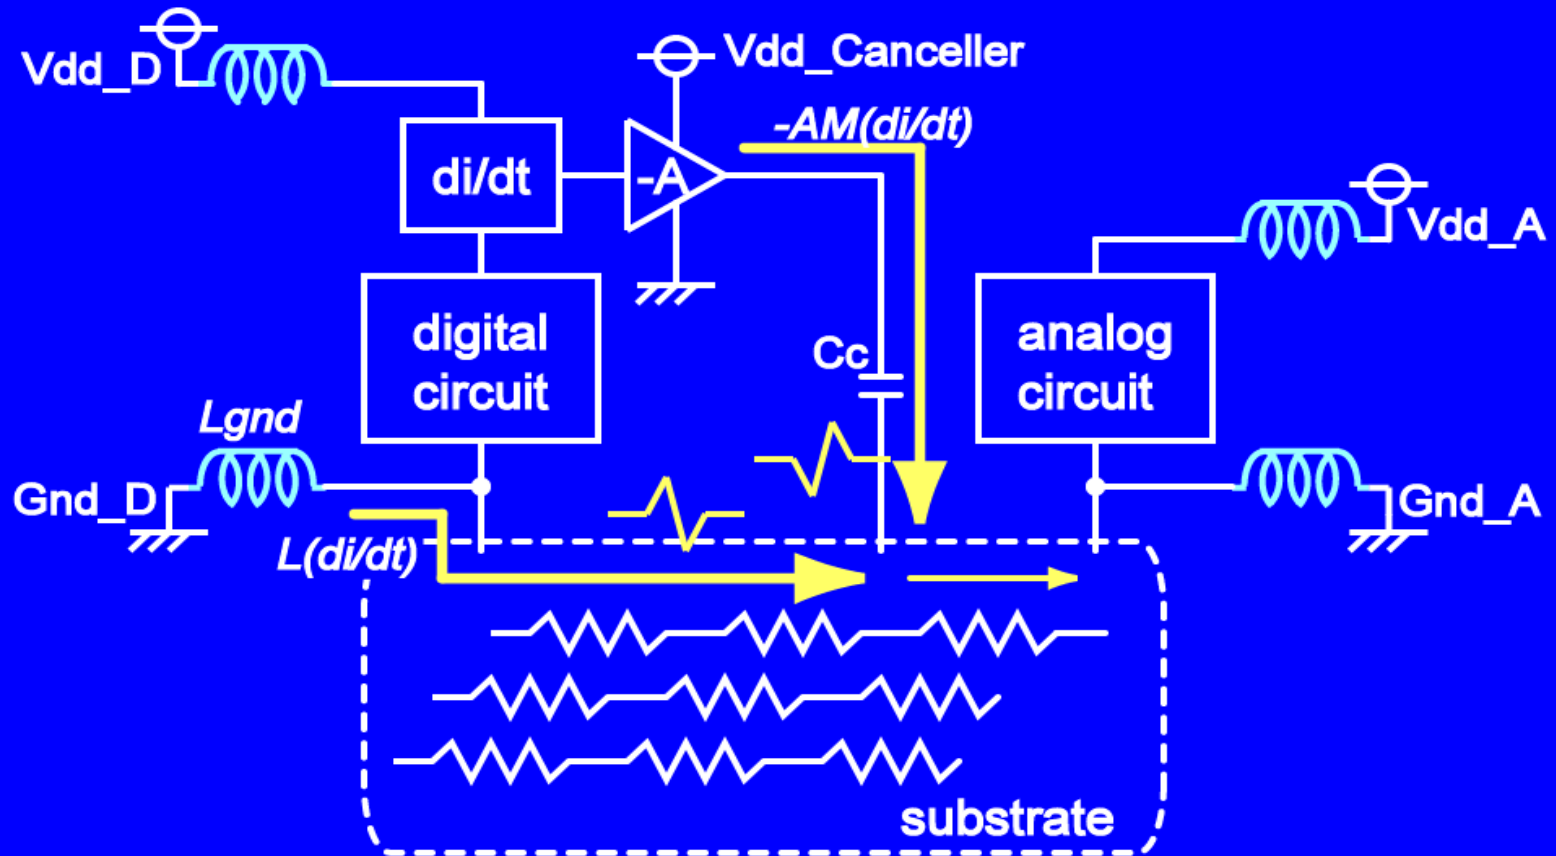 Vdd_D
Vdd_Canceller
-AM(di/dt)
di/dt
-A
Vdd_A
digital
circuit
Cc
analog
circuit
Lgnd
Gnd_D
Gnd_A
L(di/dt)
substrate